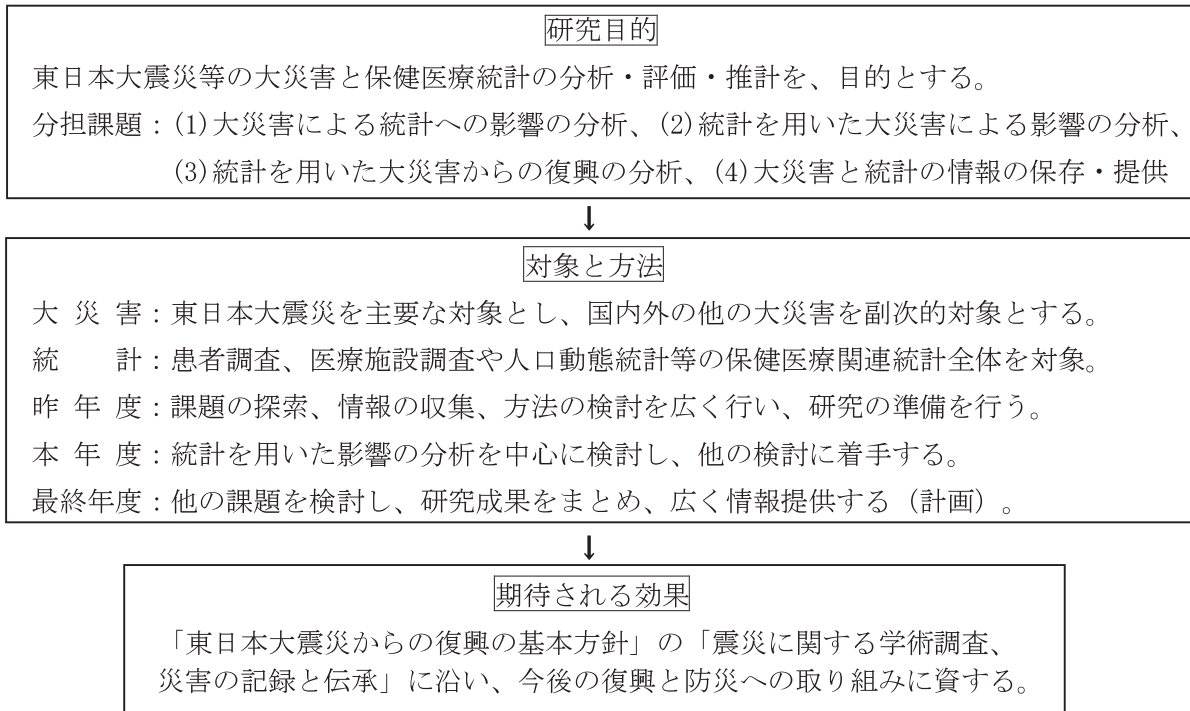 研究目的
東日本大震災等の大災害と保健医療統計の分析・評価・推計を、目的とする。
分担課題：(1)大災害による統計への影響の分析、(2)統計を用いた大災害による影響の分析、
(3)統計を用いた大災害からの復興の分析、(4)大災害と統計の情報の保存・提供
↓
対象と方法
大 災 害：東日本大震災を主要な対象とし、国内外の他の大災害を副次的対象とする。
統　　計：患者調査、医療施設調査や人口動態統計等の保健医療関連統計全体を対象。
昨 年 度：課題の探索、情報の収集、方法の検討を広く行い、研究の準備を行う。
本 年 度：統計を用いた影響の分析を中心に検討し、他の検討に着手する。
最終年度：他の課題を検討し、研究成果をまとめ、広く情報提供する（計画）。
↓
期待される効果
「東日本大震災からの復興の基本方針」の「震災に関する学術調査、
災害の記録と伝承」に沿い、今後の復興と防災への取り組みに資する。